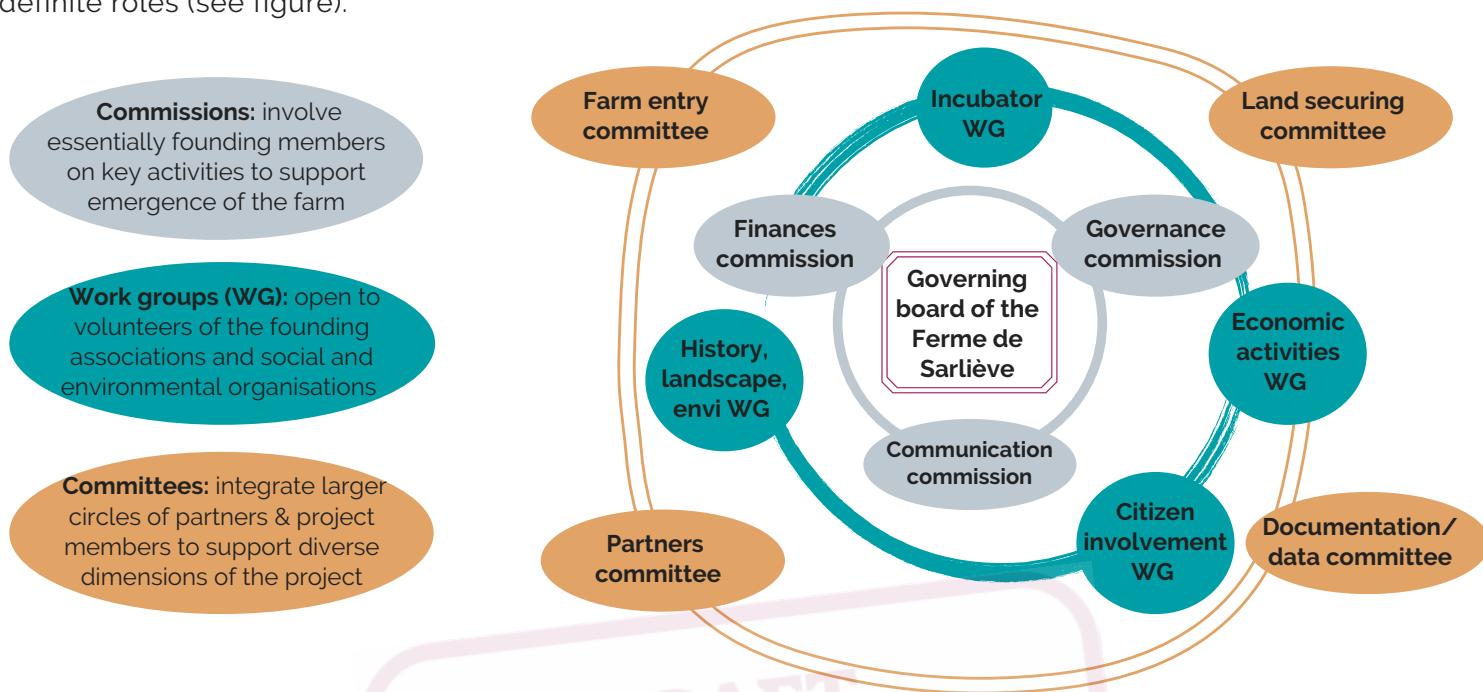 definite roles (see figure).
Commissions: involve
essentially founding members
on key activities to support
emergence of the farm
Work groups (WG): open to
volunteers of the founding
associations and social and
environmental organisations
Committees: integrate larger
circles of partners & project
members to support diverse
dimensions of the project
Farm entry
committee
Incubator
WG
Land securing
committee
Finances
commission
Governance
commission
Governing
board of the
Ferme de
Sarliève
History,
landscape,
envi WG
Economic
activities
WG
Communication
commission
Citizen
involvement
WG
Partners
committee
Documentation/
data committee
DRAFT